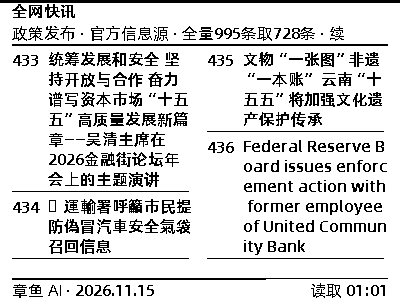 全网快讯
政策发布 · 官方信息源 · 全量995条取728条 · 续
433 统筹发展和安全 坚
持开放与合作 奋力
谱写资本市场“十五
五”高质量发展新篇
章——吴清主席在
2026金融街论坛年
会上的主题演讲
434 运輸署呼籲市民提
防偽冒汽車安全氣袋
召回信息
435 文物“一张图”非遗
“一本账” 云南“十
五五”将加强文化遗
产保护传承
436 Federal Reserve B
oard issues enforc
ement action with
former employee
of United Commun
ity Bank
章鱼 AI · 2026.11.15
读取 01:01